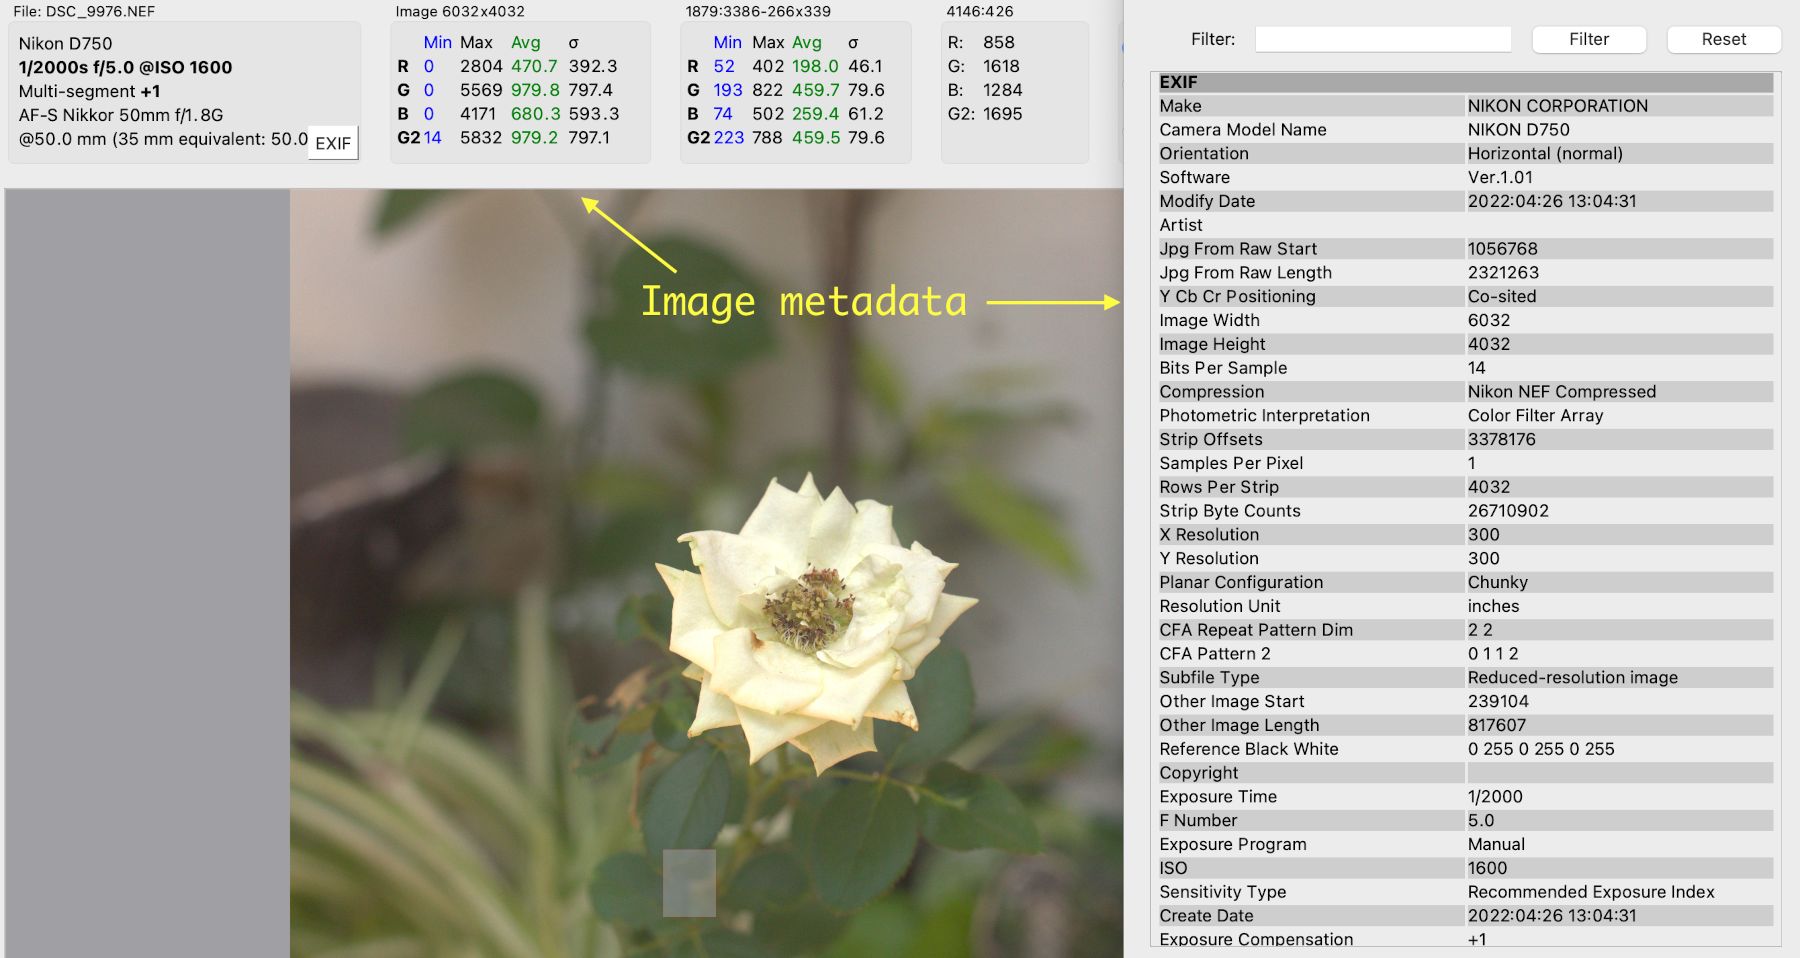 File: DSC_9976.NEF
Nikon D750
1/2000s f/5.0 @ISO 1600
Multi-segment +1
AF-S Nikkor 50mm f/1.8G
@50.0 mm (35 mm equivalent: 50.0
EXIF
Image 6032x4032
Min Max Avg σ
R 0 2804 470.7 392.3
G 0 5569 979.8 797.4
B 0 4171 680.3 593.3
G2 14 5832 979.2 797.1
1879:3386-266x339
Min Max Avg σ
R 52 402 198.0 46.1
G 193 822 459.7 79.6
B 74 502 259.4 61.2
G2 223 788 459.5 79.6
4146:426
R: 858
G: 1618
B: 1284
G2: 1695
Image metadata
Filter: Filter Reset
EXIF
Make NIKON CORPORATION
Camera Model Name NIKON D750
Orientation Horizontal (normal)
Software Ver.1.01
Modify Date 2022:04:26 13:04:31
Artist
Jpg From Raw Start 1056768
Jpg From Raw Length 2321263
Y Cb Cr Positioning Co-sited
Image Width 6032
Image Height 4032
Bits Per Sample 14
Compression Nikon NEF Compressed
Photometric Interpretation Color Filter Array
Strip Offsets 3378176
Samples Per Pixel 1
Rows Per Strip 4032
Strip Byte Counts 26710902
X Resolution 300
Y Resolution 300
Planar Configuration Chunky
Resolution Unit inches
CFA Repeat Pattern Dim 2 2
CFA Pattern 2 0 1 1 2
Subfile Type Reduced-resolution image
Other Image Start 239104
Other Image Length 817607
Reference Black White 0 255 0 255 0 255
Copyright
Exposure Time 1/2000
F Number 5.0
Exposure Program Manual
ISO 1600
Sensitivity Type Recommended Exposure Index
Create Date 2022:04:26 13:04:31
Exposure Compensation +1